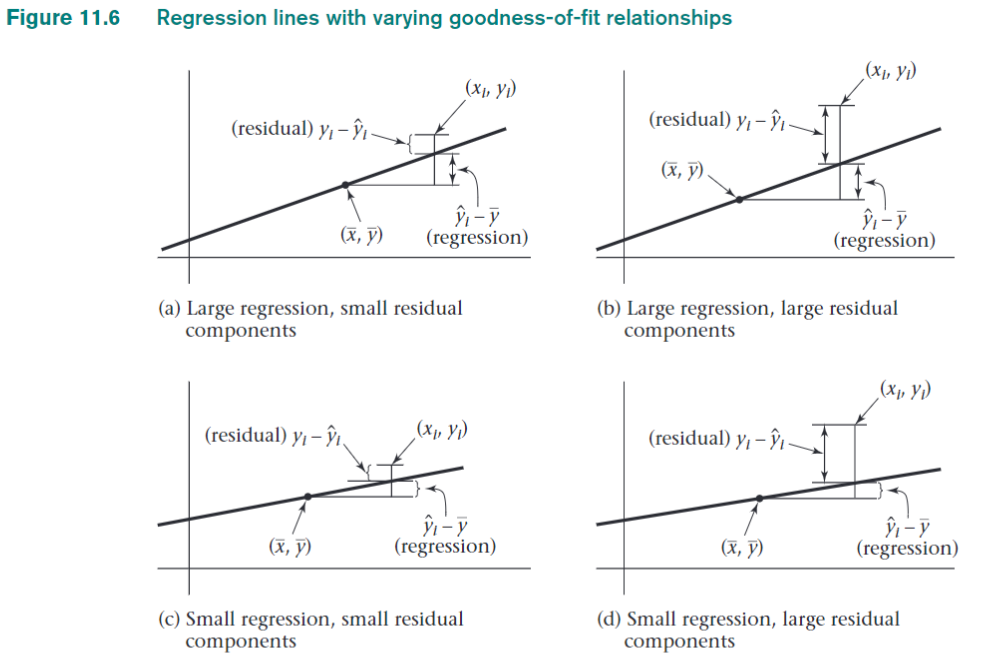 Figure 11.6 Regression lines with varying goodness-of-fit relationships
(xᵢ, yᵢ)
(residual) yᵢ – ŷᵢ
(x̄, ȳ)
ŷᵢ – ȳ
(regression)
(a) Large regression, small residual
components
(xᵢ, yᵢ)
(residual) yᵢ – ŷᵢ
(x̄, ȳ)
ŷᵢ – ȳ
(regression)
(b) Large regression, large residual
components
(xᵢ, yᵢ)
(residual) yᵢ – ŷᵢ
(x̄, ȳ)
ŷᵢ – ȳ
(regression)
(c) Small regression, small residual
components
(xᵢ, yᵢ)
(residual) yᵢ – ŷᵢ
(x̄, ȳ)
ŷᵢ – ȳ
(regression)
(d) Small regression, large residual
components